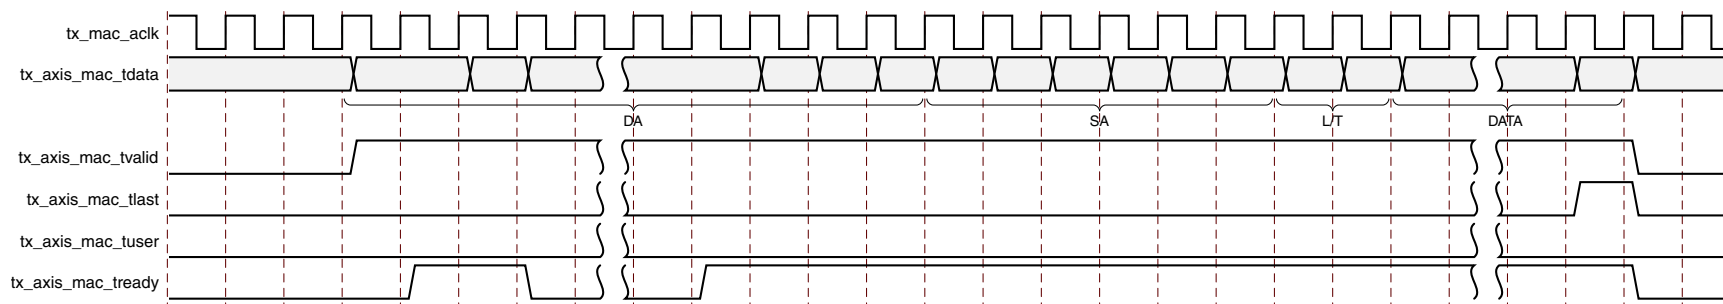 tx_mac_aclk
tx_axis_mac_tdata
DA SA L/T DATA
tx_axis_mac_tvalid
tx_axis_mac_tlast
tx_axis_mac_tuser
tx_axis_mac_tready